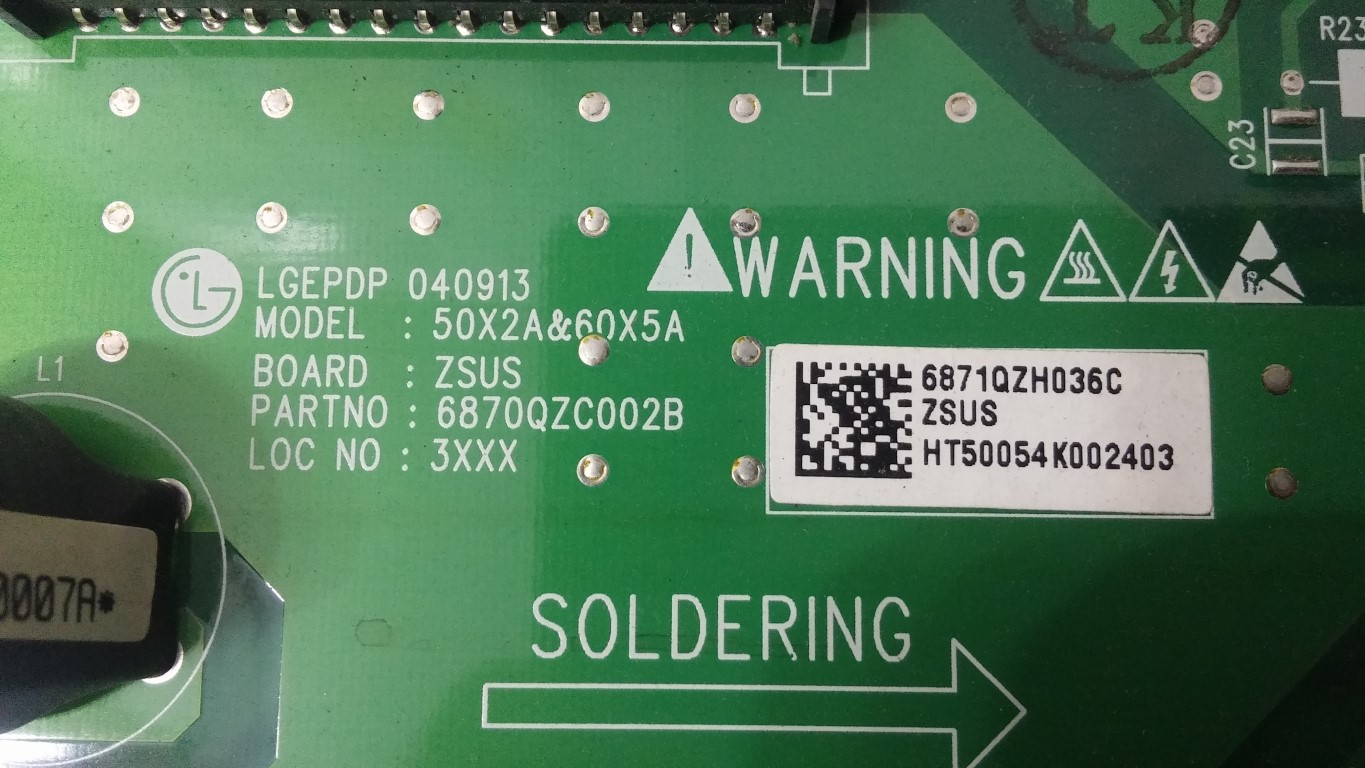 R23
C23
WARNING
LGEPDP 040913
MODEL : 50X2A&60X5A
BOARD : ZSUS
PARTNO : 6870QZC002B
LOC NO : 3XXX
L1
6871QZH036C
ZSUS
HT50054K002403
0007A*
SOLDERING